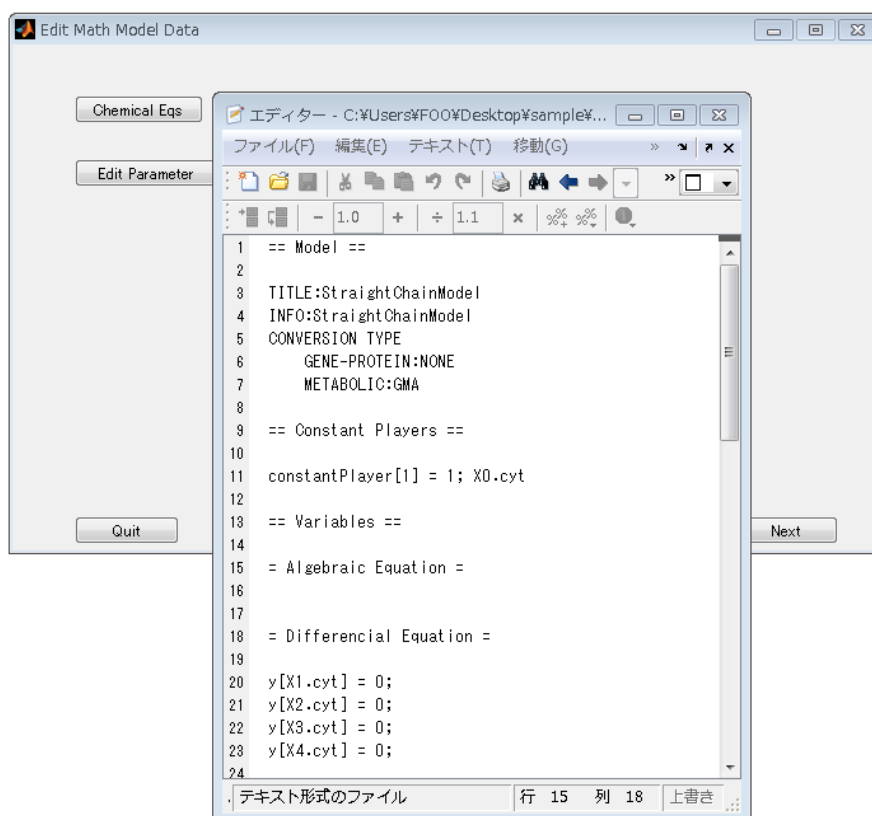 Edit Math Model Data
Chemical Eqs
Edit Parameter
Quit
Next
エディター - C:¥Users¥FOO¥Desktop¥sample¥...
ファイル(F) 編集(E) テキスト(T) 移動(G) »
»
− 1.0 + ÷ 1.1 ×
1 == Model ==
2
3 TITLE:StraightChainModel
4 INFO:StraightChainModel
5 CONVERSION TYPE
6 GENE-PROTEIN:NONE
7 METABOLIC:GMA
8
9 == Constant Players ==
10
11 constantPlayer[1] = 1; X0.cyt
12
13 == Variables ==
14
15 = Algebraic Equation =
16
17
18 = Differencial Equation =
19
20 y[X1.cyt] = 0;
21 y[X2.cyt] = 0;
22 y[X3.cyt] = 0;
23 y[X4.cyt] = 0;
24
テキスト形式のファイル 行 15 列 18 上書き